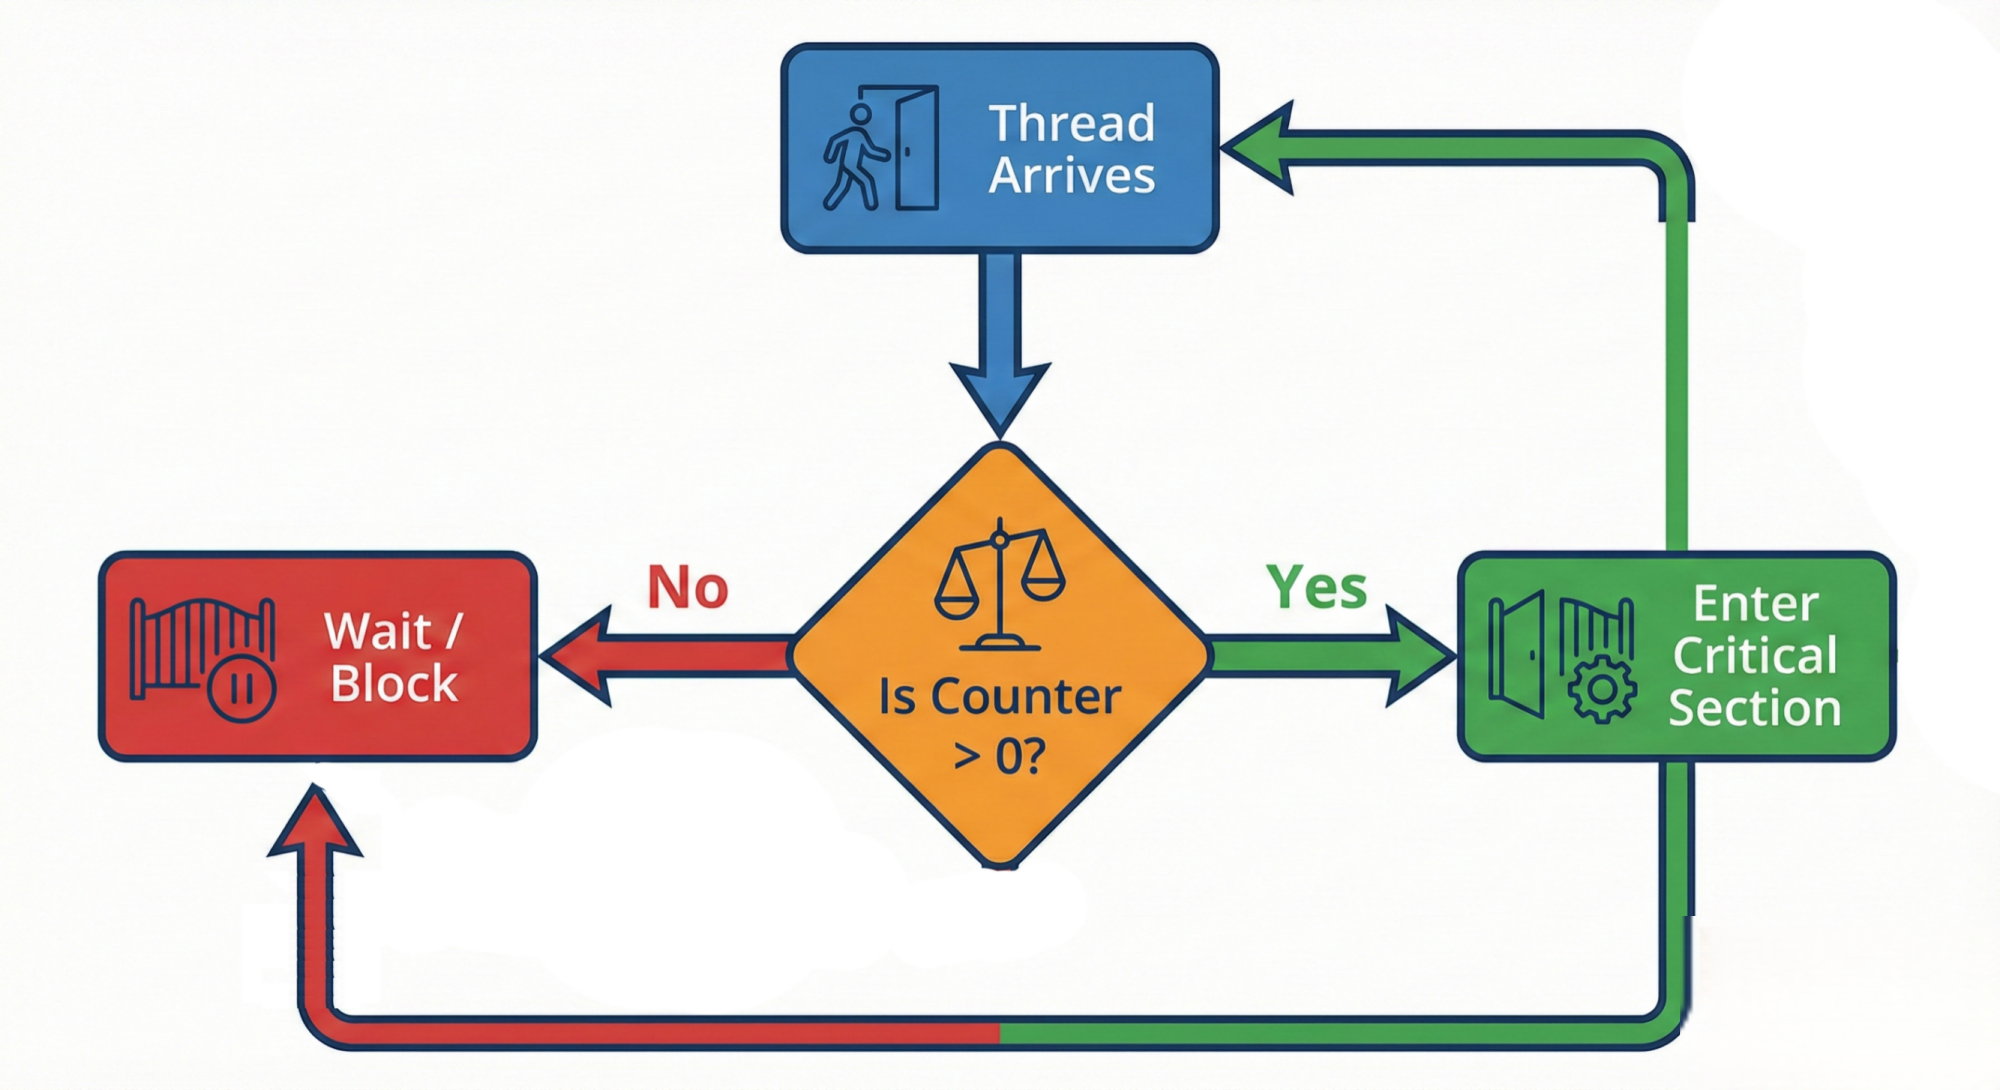 Thread
Arrives
No
Yes
Wait /
Block
Is Counter
> 0?
Enter
Critical
Section